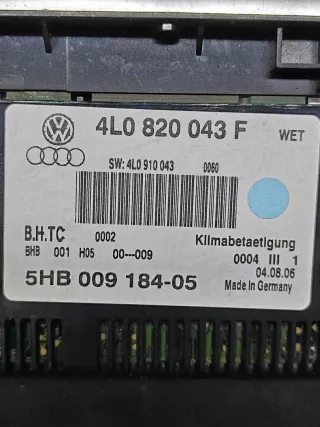 4L0 820 043 F
WET
SW: 4L0 910 043 0060
B.H.TC 0002 Klimabetaetigung
BHB 001 H05 00---009 0004 III 1
04.08.06
5HB 009 184-05 Made in Germany